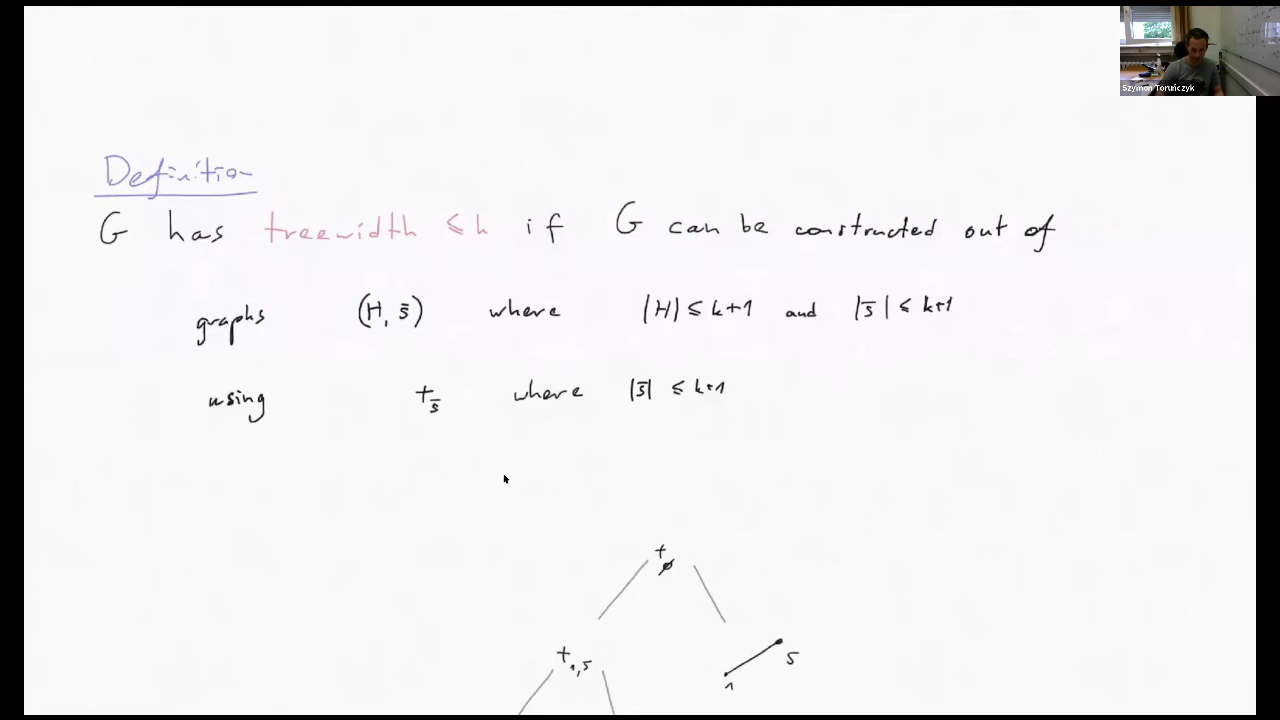 Szymon Toruńczyk
Definition
G has treewidth ≤ k if G can be constructed out of
graphs (H, s̄) where |H| ≤ k+1 and |s̄| ≤ k+1
using +s̄ where |s̄| ≤ k+1
+∅
+1,5
5
1